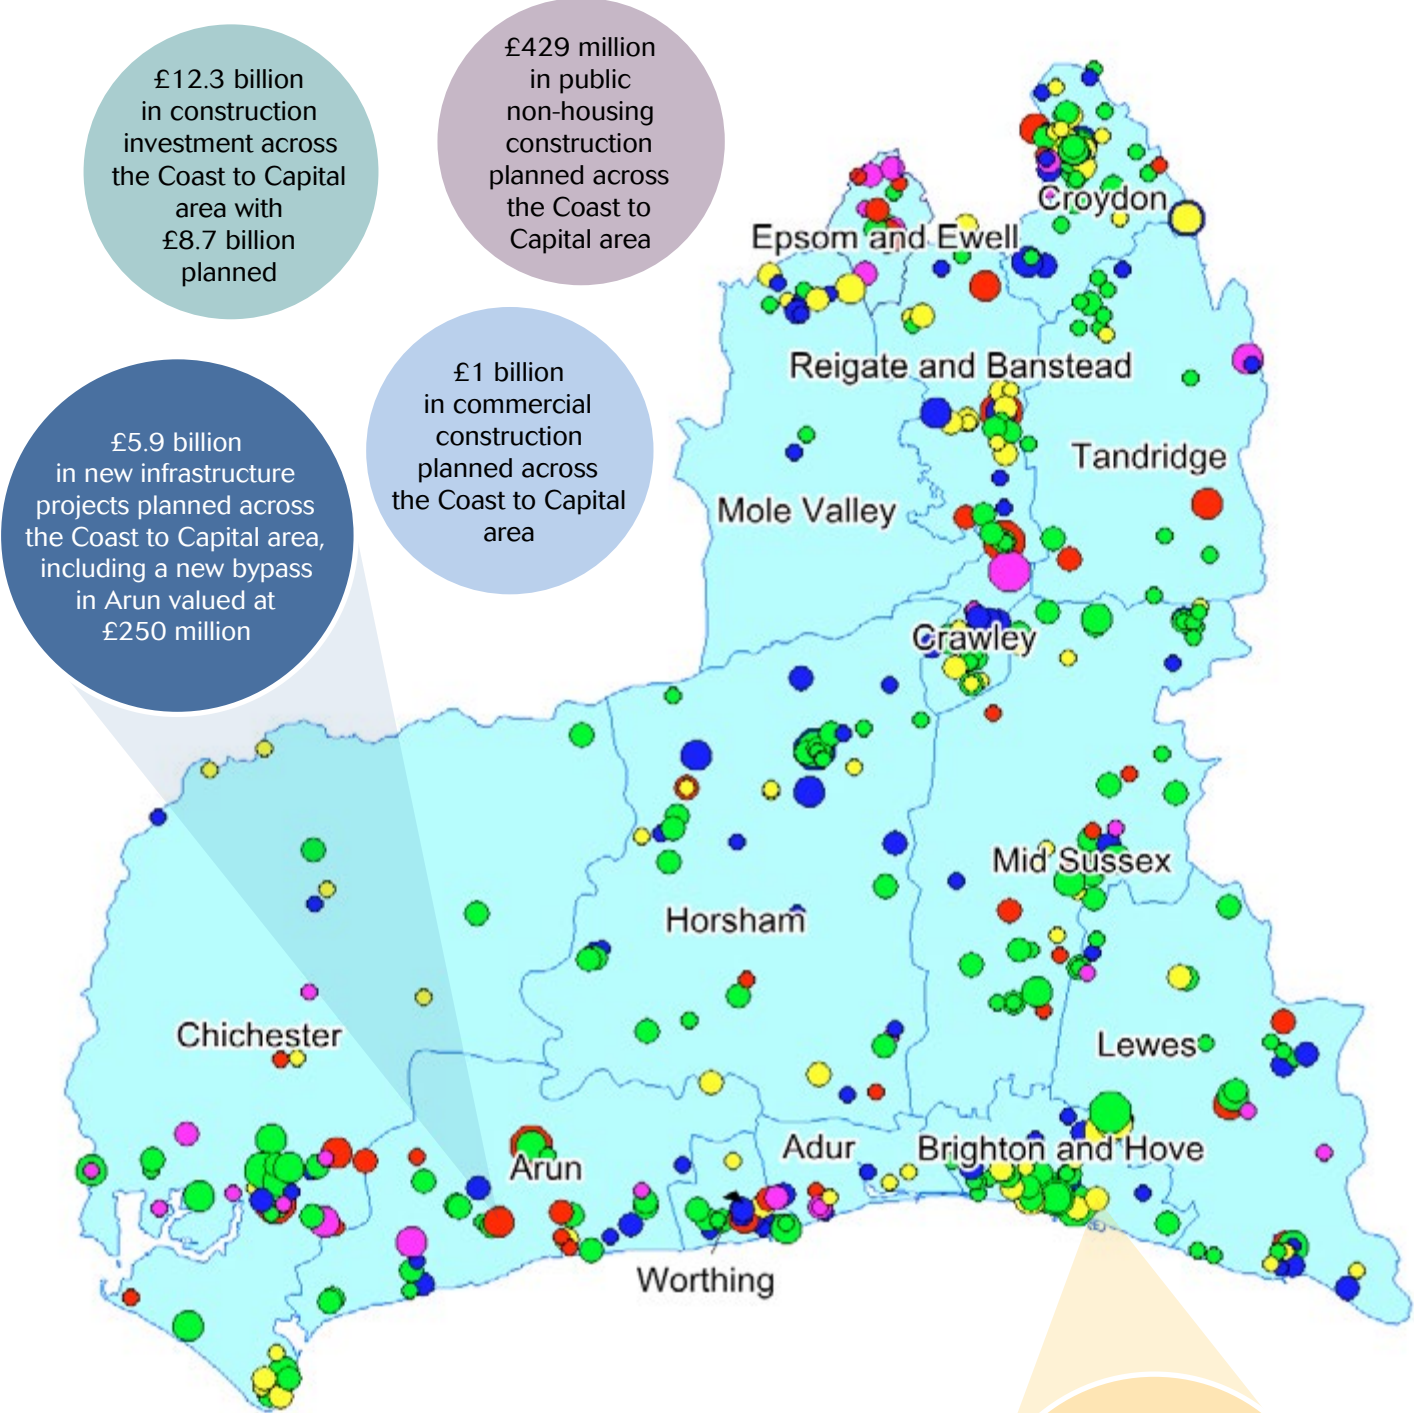 £12.3 billion
in construction
investment across
the Coast to Capital
area with
£8.7 billion
planned
£429 million
in public
non-housing
construction
planned across
the Coast to
Capital area
£1 billion
in commercial
construction
planned across
the Coast to Capital
area
£5.9 billion
in new infrastructure
projects planned across
the Coast to Capital area,
including a new bypass
in Arun valued at
£250 million
Croydon
Epsom and Ewell
Reigate and Banstead
Tandridge
Mole Valley
Crawley
Mid Sussex
Horsham
Chichester
Lewes
Adur
Brighton and Hove
Arun
Worthing